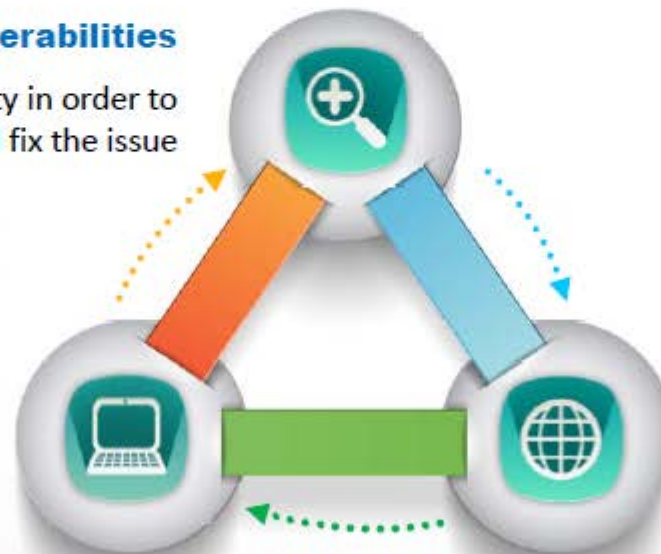 erabilities
ty in order to
fix the issue